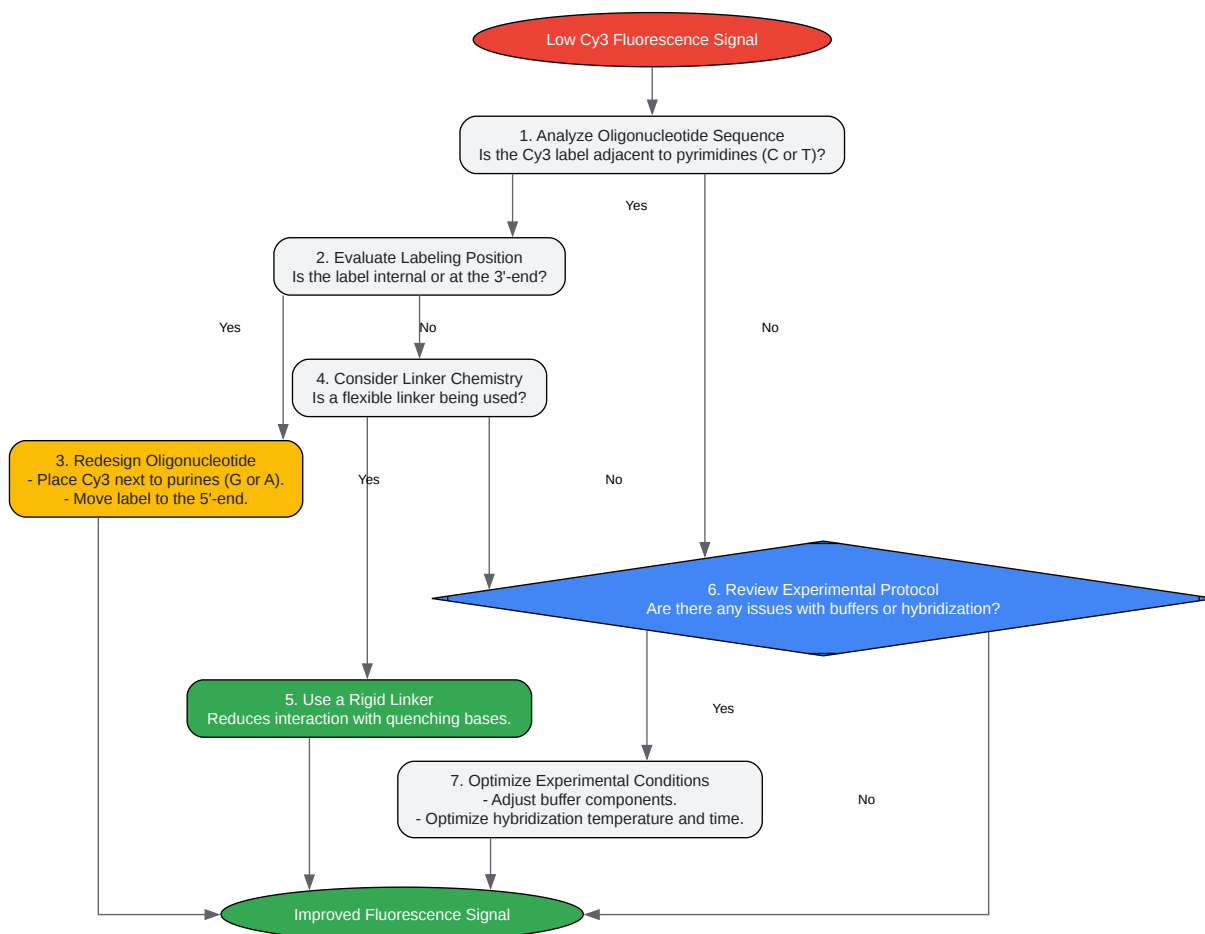 Low Cy3 Fluorescence Signal
1. Analyze Oligonucleotide Sequence
Is the Cy3 label adjacent to pyrimidines (C or T)?
Yes
2. Evaluate Labeling Position
Is the label internal or at the 3'-end?
Yes
No
No
4. Consider Linker Chemistry
Is a flexible linker being used?
3. Redesign Oligonucleotide
- Place Cy3 next to purines (G or A).
- Move label to the 5'-end.
Yes
No
6. Review Experimental Protocol
Are there any issues with buffers or hybridization?
5. Use a Rigid Linker
Reduces interaction with quenching bases.
Yes
7. Optimize Experimental Conditions
- Adjust buffer components.
- Optimize hybridization temperature and time.
No
Improved Fluorescence Signal